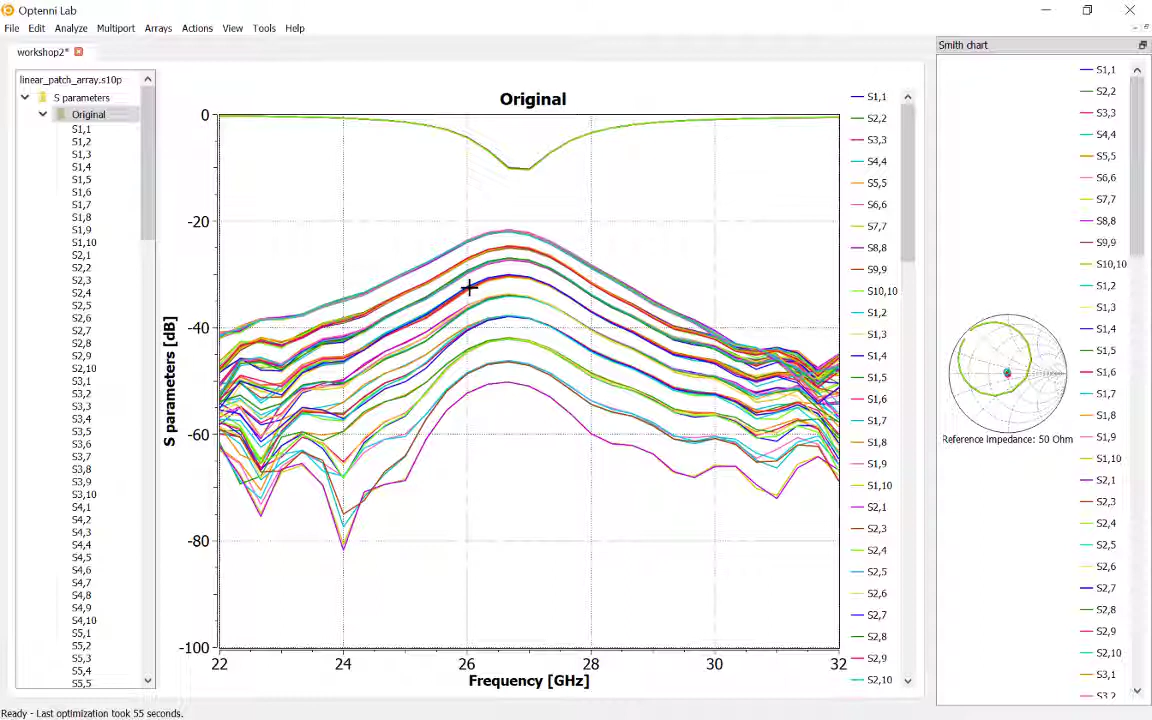 Optenni Lab
File Edit Analyze Multiport Arrays Actions View Tools Help
workshop2*
linear_patch_array.s10p
S parameters
Original
S1,1
S1,2
S1,3
S1,4
S1,5
S1,6
S1,7
S1,8
S1,9
S1,10
S2,1
S2,2
S2,3
S2,4
S2,5
S2,6
S2,7
S2,8
S2,9
S2,10
S3,1
S3,2
S3,3
S3,4
S3,5
S3,6
S3,7
S3,8
S3,9
S3,10
S4,1
S4,2
S4,3
S4,4
S4,5
S4,6
S4,7
S4,8
S4,9
S4,10
S5,1
S5,2
S5,3
S5,4
S5,5
Original
S parameters [dB]
0
-20
-40
-60
-80
-100
22 24 26 28 30 32
Frequency [GHz]
S1,1
S2,2
S3,3
S4,4
S5,5
S6,6
S7,7
S8,8
S9,9
S10,10
S1,2
S1,3
S1,4
S1,5
S1,6
S1,7
S1,8
S1,9
S1,10
S2,1
S2,3
S2,4
S2,5
S2,6
S2,7
S2,8
S2,9
S2,10
Smith chart
Reference impedance: 50 Ohm
S1,1
S2,2
S3,3
S4,4
S5,5
S6,6
S7,7
S8,8
S9,9
S10,10
S1,2
S1,3
S1,4
S1,5
S1,6
S1,7
S1,8
S1,9
S1,10
S2,1
S2,3
S2,4
S2,5
S2,6
S2,7
S2,8
S2,9
S2,10
S3,1
S3,2
Ready - Last optimization took 55 seconds.